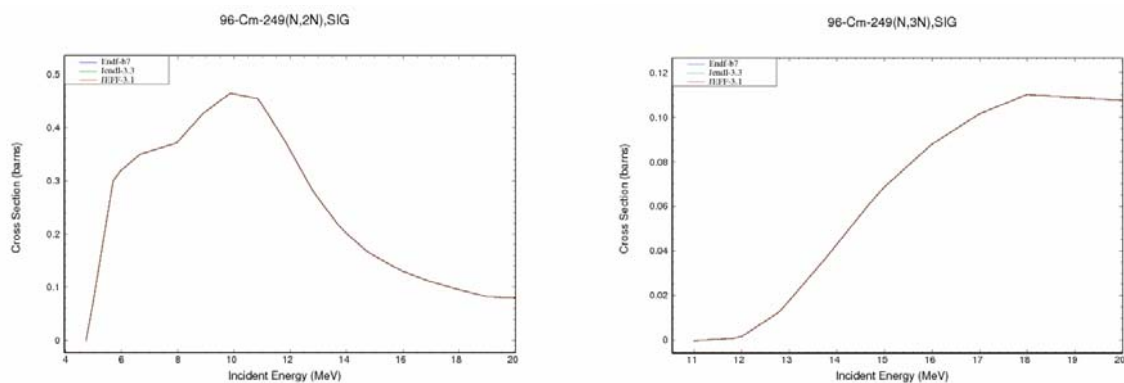 96-Cm-249(N,2N),SIG
Endf-b7
Jendl-3.3
JEFF-3.1
0.5
0.4
0.3
0.2
0.1
0
Cross Section (barns)
4 6 8 10 12 14 16 18 20
Incident Energy (MeV)
96-Cm-249(N,3N),SIG
Endf-b7
Jendl-3.3
JEFF-3.1
0.12
0.10
0.08
0.06
0.04
0.02
0
Cross Section (barns)
11 12 13 14 15 16 17 18 19 20
Incident Energy (MeV)